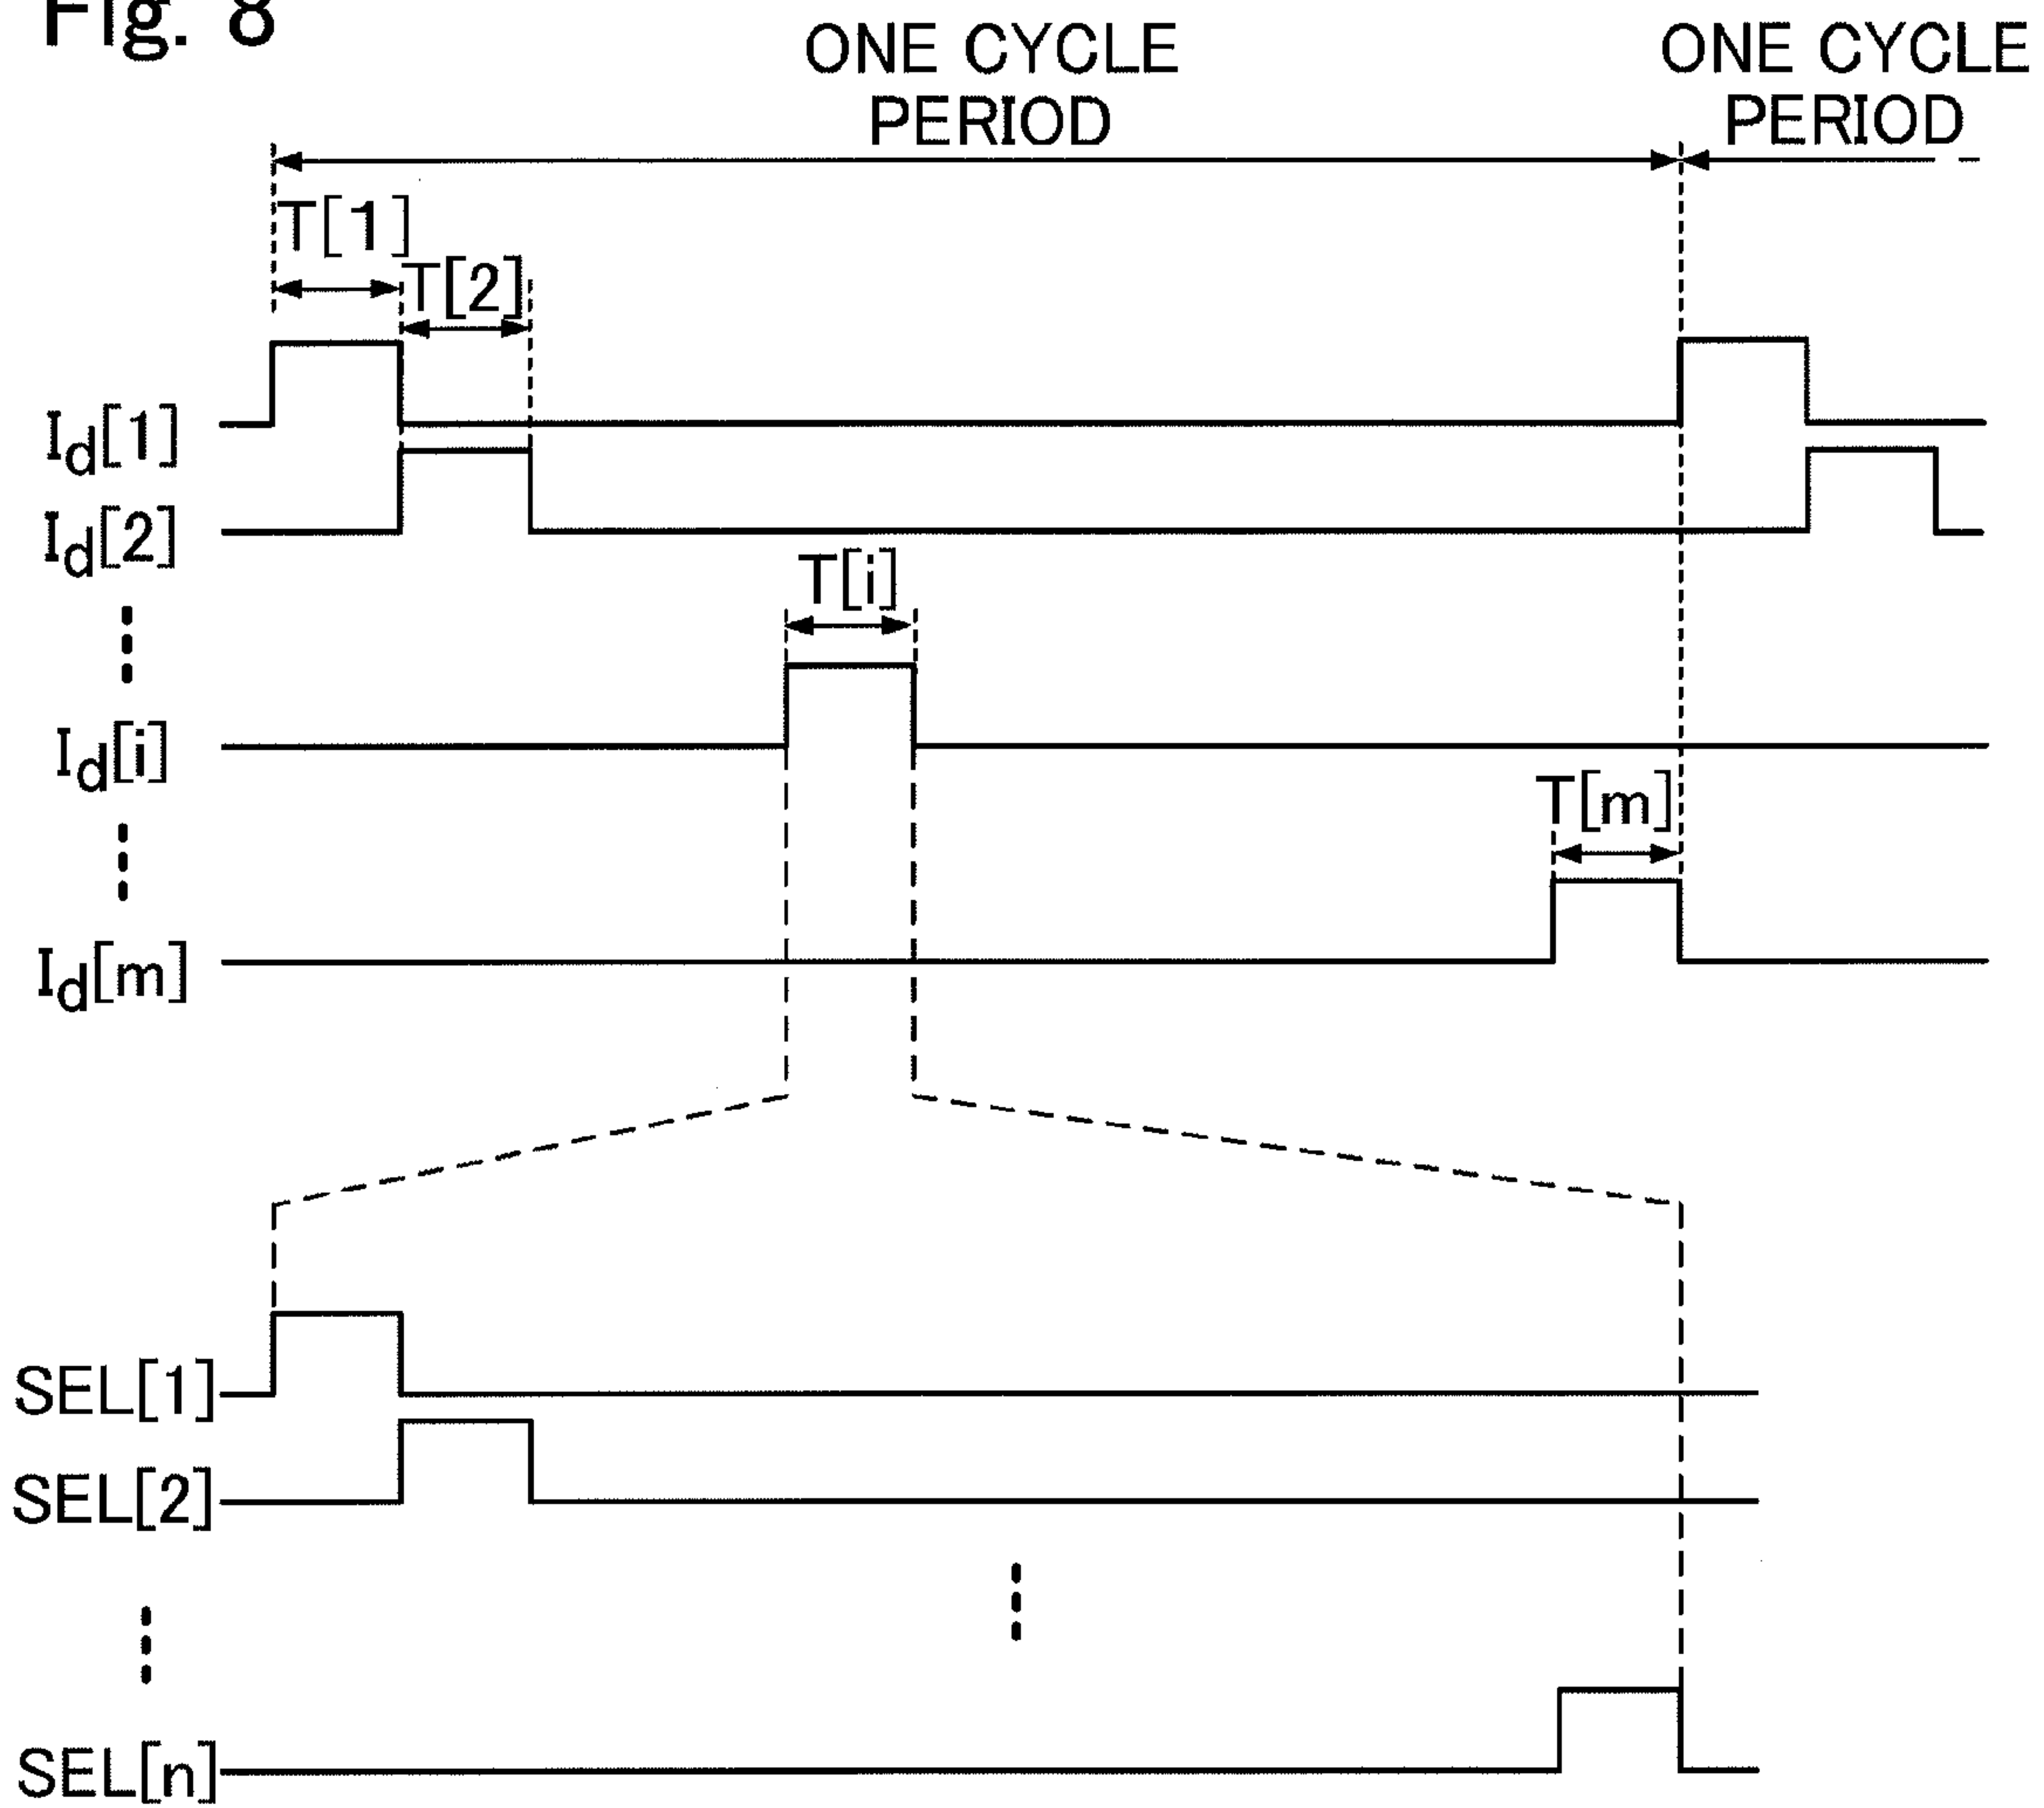 Fig. 8
ONE CYCLE
PERIOD
ONE CYCLE
PERIOD
T[1]
T[2]
Id[1]
Id[2]
T[i]
Id[i]
T[m]
Id[m]
SEL[1]
SEL[2]
SEL[n]